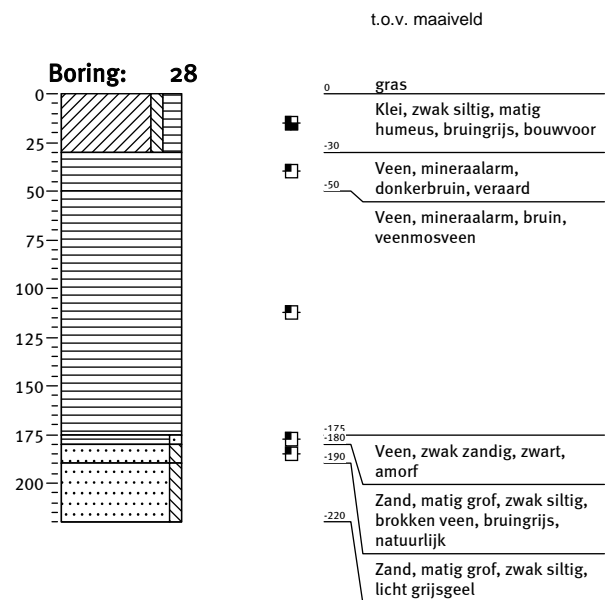 t.o.v. maaiveld
Boring: 28
0
25
50
75
100
125
150
175
200
0 gras
Klei, zwak siltig, matig
humeus, bruingrijs, bouwvoor
-30
Veen, mineraalarm,
donkerbruin, veraard
-50
Veen, mineraalarm, bruin,
veenmosveen
-175
-180
Veen, zwak zandig, zwart,
amorf
-190
Zand, matig grof, zwak siltig,
brokken veen, bruingrijs,
natuurlijk
-220
Zand, matig grof, zwak siltig,
licht grijsgeel